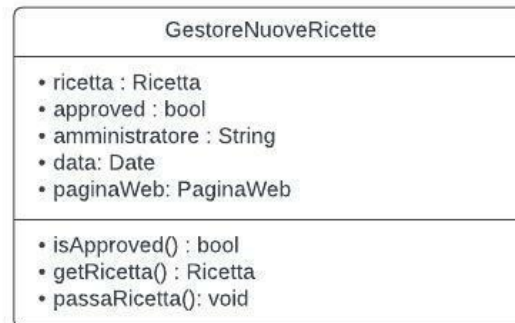 GestoreNuoveRicette
• ricetta : Ricetta
• approved : bool
• amministratore : String
• data: Date
• paginaWeb: PaginaWeb
• isApproved() : bool
• getRicetta() : Ricetta
• passaRicetta(): void